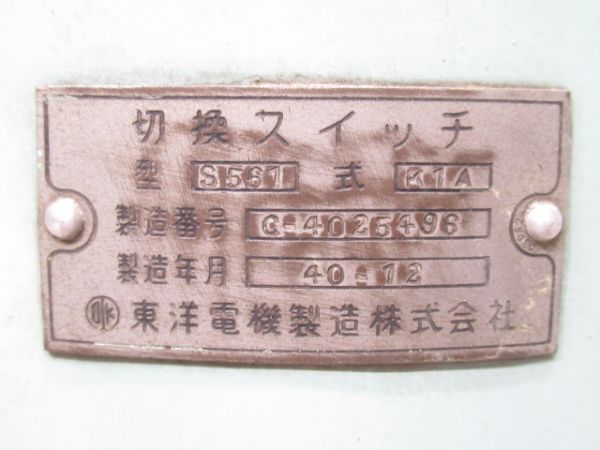 切換スイッチ
型 S561 式 K1A
製造番号 C-4025496
製造年月 40-12
東洋電機製造株式会社